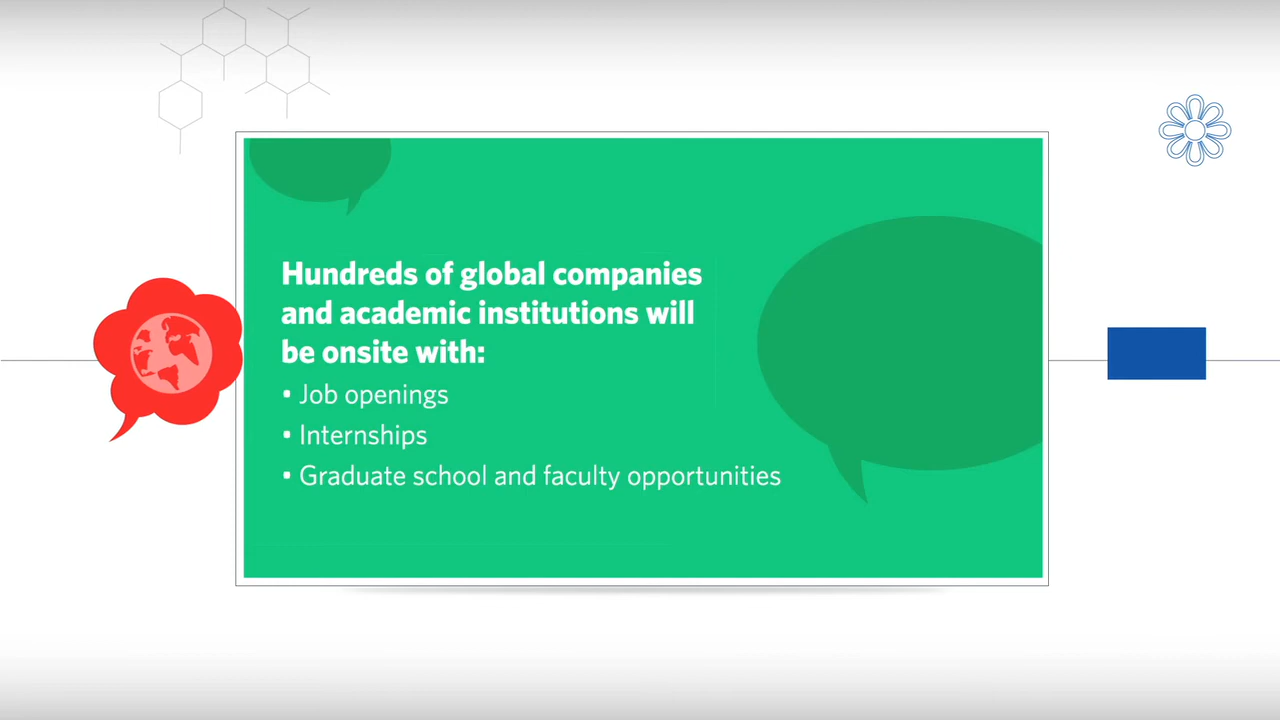 Hundreds of global companies
and academic institutions will
be onsite with:
• Job openings
• Internships
• Graduate school and faculty opportunities